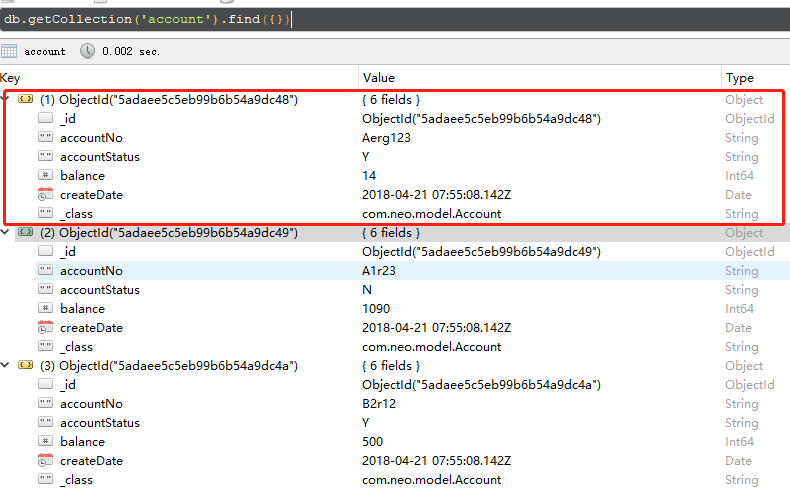 db.getCollection('account').find({})
account 0.002 sec.
Key Value Type
(1) ObjectId("5adaee5c5eb99b6b54a9dc48") { 6 fields } Object
_id ObjectId("5adaee5c5eb99b6b54a9dc48") ObjectId
"" accountNo Aerg123 String
"" accountStatus Y String
# balance 14 Int64
createDate 2018-04-21 07:55:08.142Z Date
"" _class com.neo.model.Account String
(2) ObjectId("5adaee5c5eb99b6b54a9dc49") { 6 fields } Object
_id ObjectId("5adaee5c5eb99b6b54a9dc49") ObjectId
"" accountNo A1r23 String
"" accountStatus N String
# balance 1090 Int64
createDate 2018-04-21 07:55:08.142Z Date
"" _class com.neo.model.Account String
(3) ObjectId("5adaee5c5eb99b6b54a9dc4a") { 6 fields } Object
_id ObjectId("5adaee5c5eb99b6b54a9dc4a") ObjectId
"" accountNo B2r12 String
"" accountStatus Y String
# balance 500 Int64
createDate 2018-04-21 07:55:08.142Z Date
"" _class com.neo.model.Account String